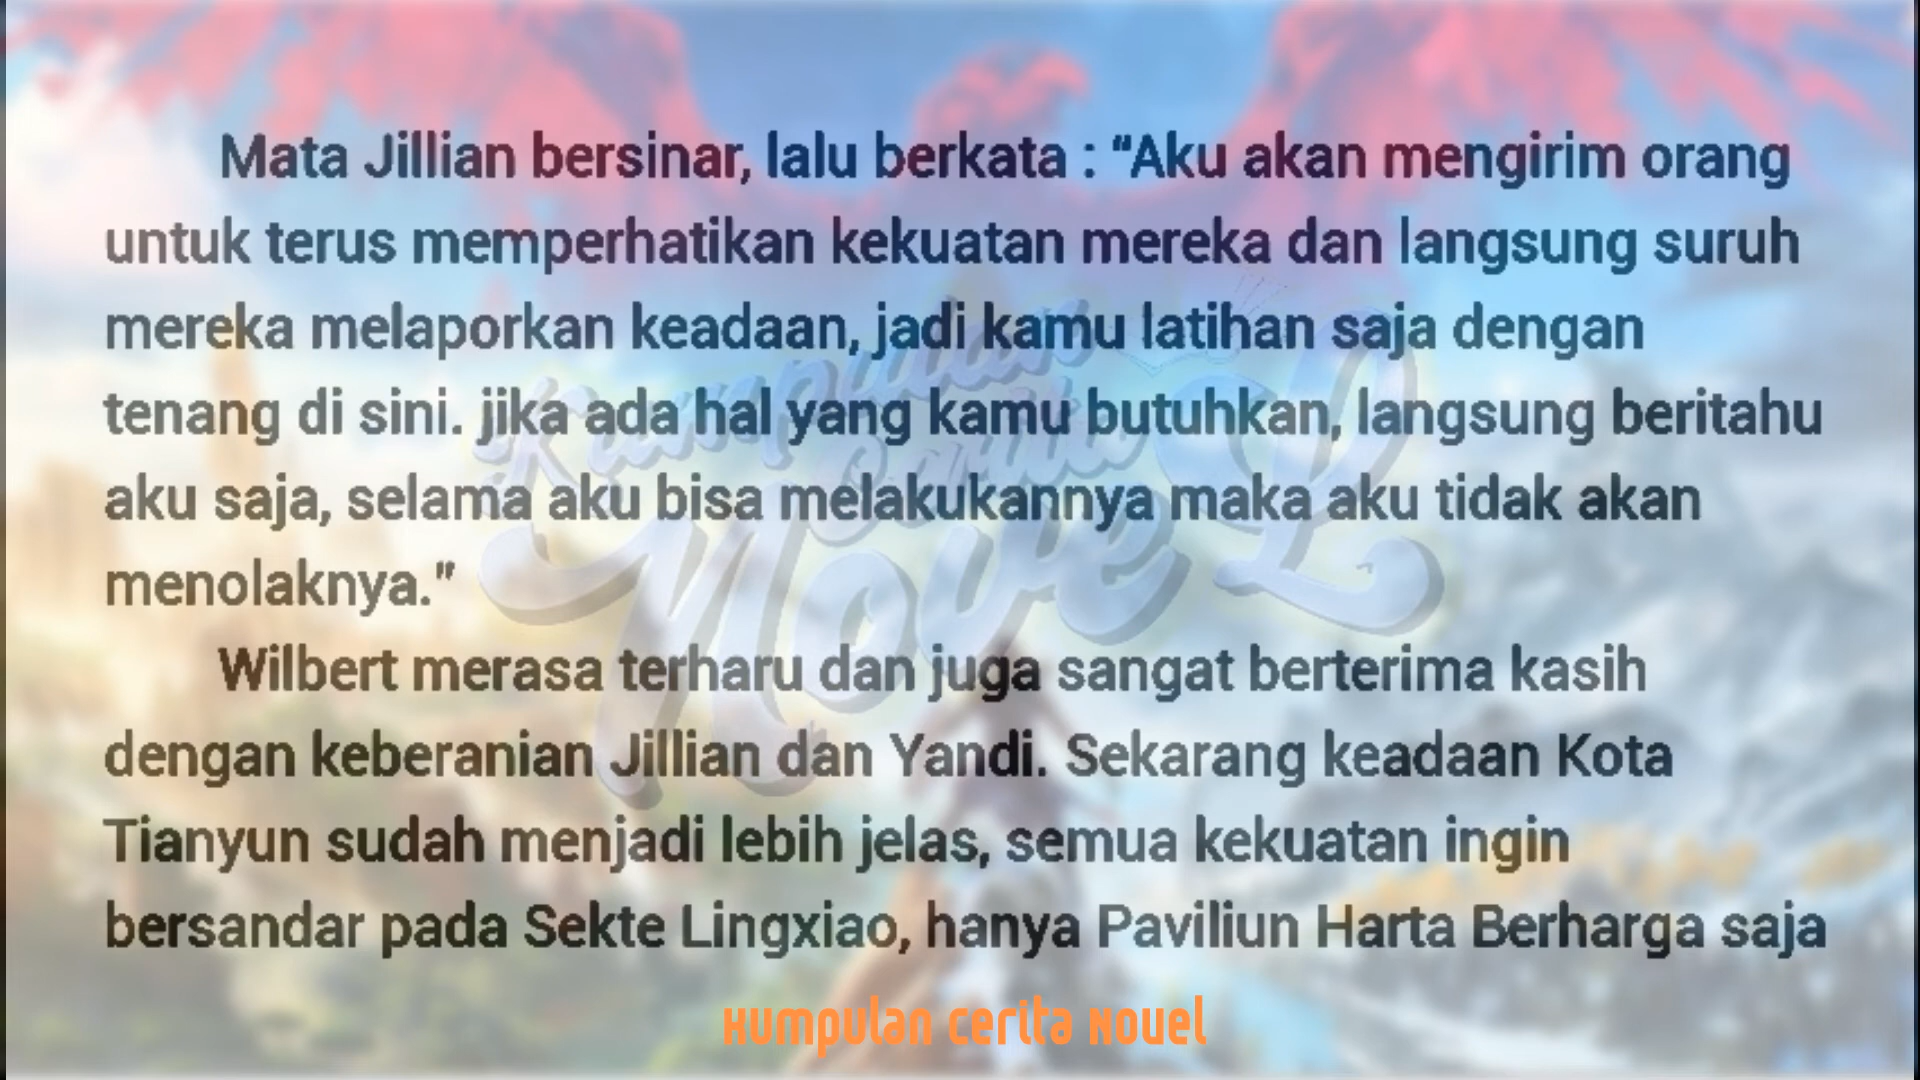 Mata Jillian bersinar, lalu berkata : “Aku akan mengirim orang
untuk terus memperhatikan kekuatan mereka dan langsung suruh
mereka melaporkan keadaan, jadi kamu latihan saja dengan
tenang di sini. jika ada hal yang kamu butuhkan, langsung beritahu
aku saja, selama aku bisa melakukannya maka aku tidak akan
menolaknya."
Wilbert merasa terharu dan juga sangat berterima kasih
dengan keberanian Jillian dan Yandi. Sekarang keadaan Kota
Tianyun sudah menjadi lebih jelas, semua kekuatan ingin
bersandar pada Sekte Lingxiao, hanya Paviliun Harta Berharga saja
Kumpulan Cerita Novel
Kumpulan Cerita NoveL